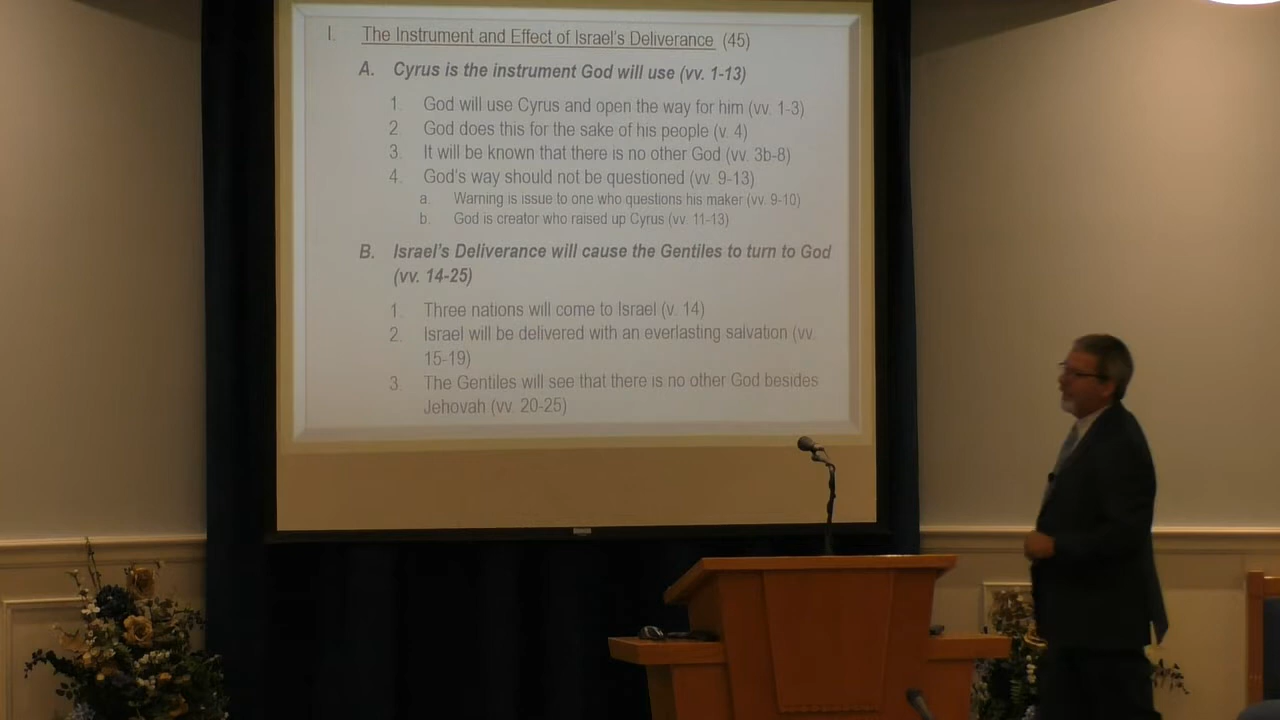 I. The Instrument and Effect of Israel's Deliverance (45)
A. Cyrus is the instrument God will use (vv. 1-13)
1. God will use Cyrus and open the way for him (vv. 1-3)
2 God does this for the sake of his people (v. 4)
3. It will be known that there is no other God (vv. 3b-8)
4. God's way should not be questioned (vv. 9-13)
a. Warning is issue to one who questions his maker (vv. 9-10)
b. God is creator who raised up Cyrus (vv. 11-13)
B. Israel's Deliverance will cause the Gentiles to turn to God
(vv. 14-25)
1. Three nations will come to Israel (v. 14)
2. Israel will be delivered with an everlasting salvation (vv.
15-19)
3. The Gentiles will see that there is no other God besides
Jehovah (vv. 20-25)